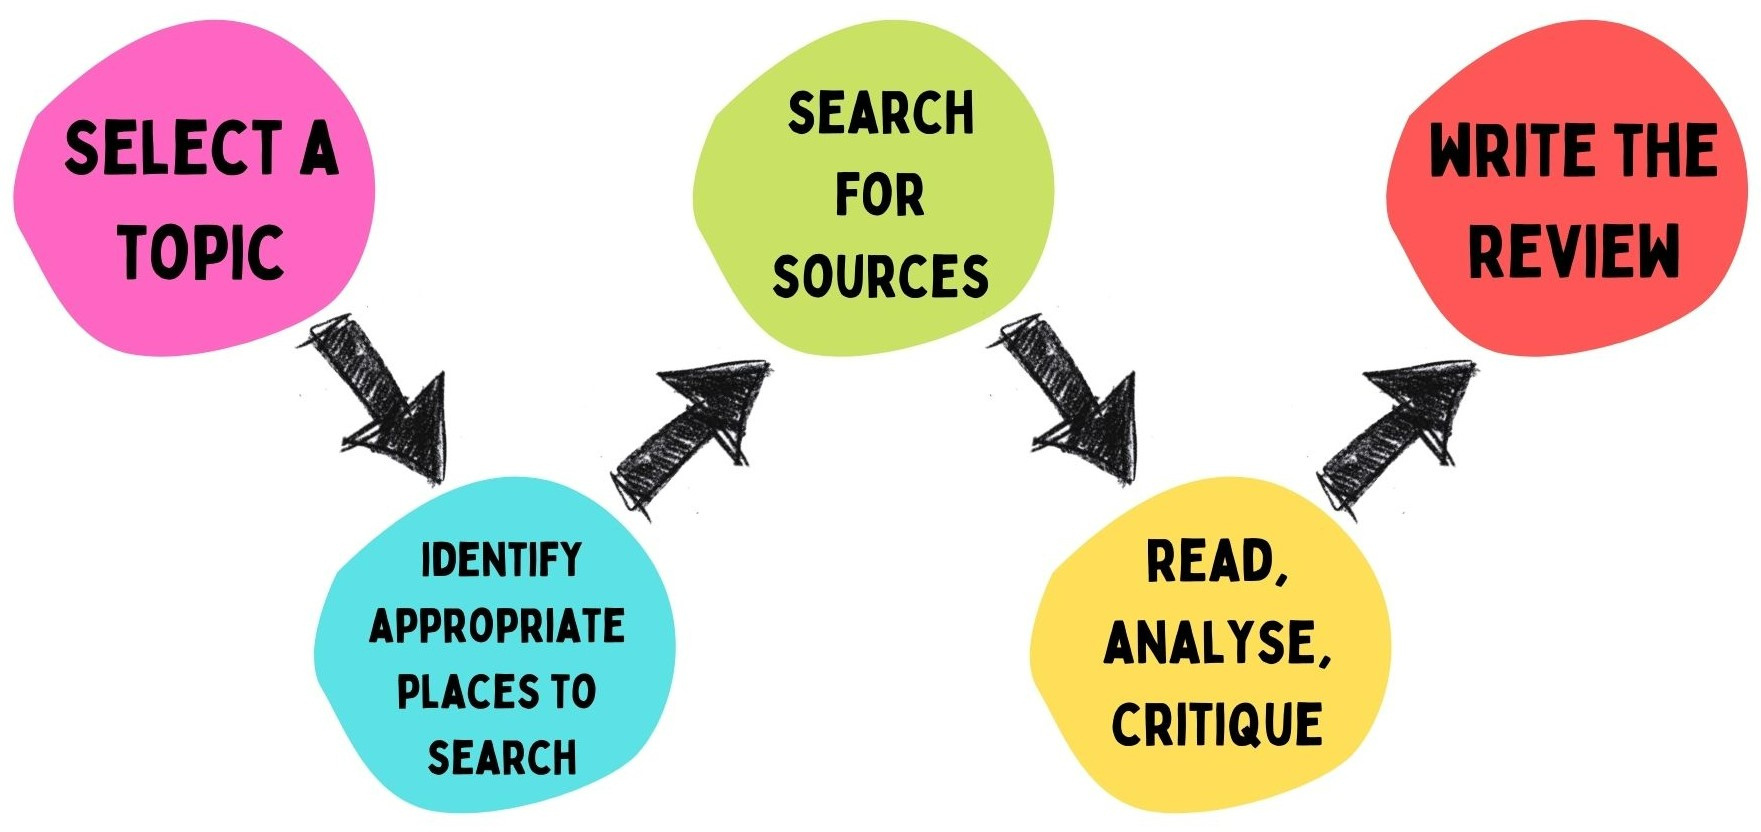 SELECT A
TOPIC
IDENTIFY
APPROPRIATE
PLACES TO
SEARCH
SEARCH
FOR
SOURCES
READ,
ANALYSE,
CRITIQUE
WRITE THE
REVIEW